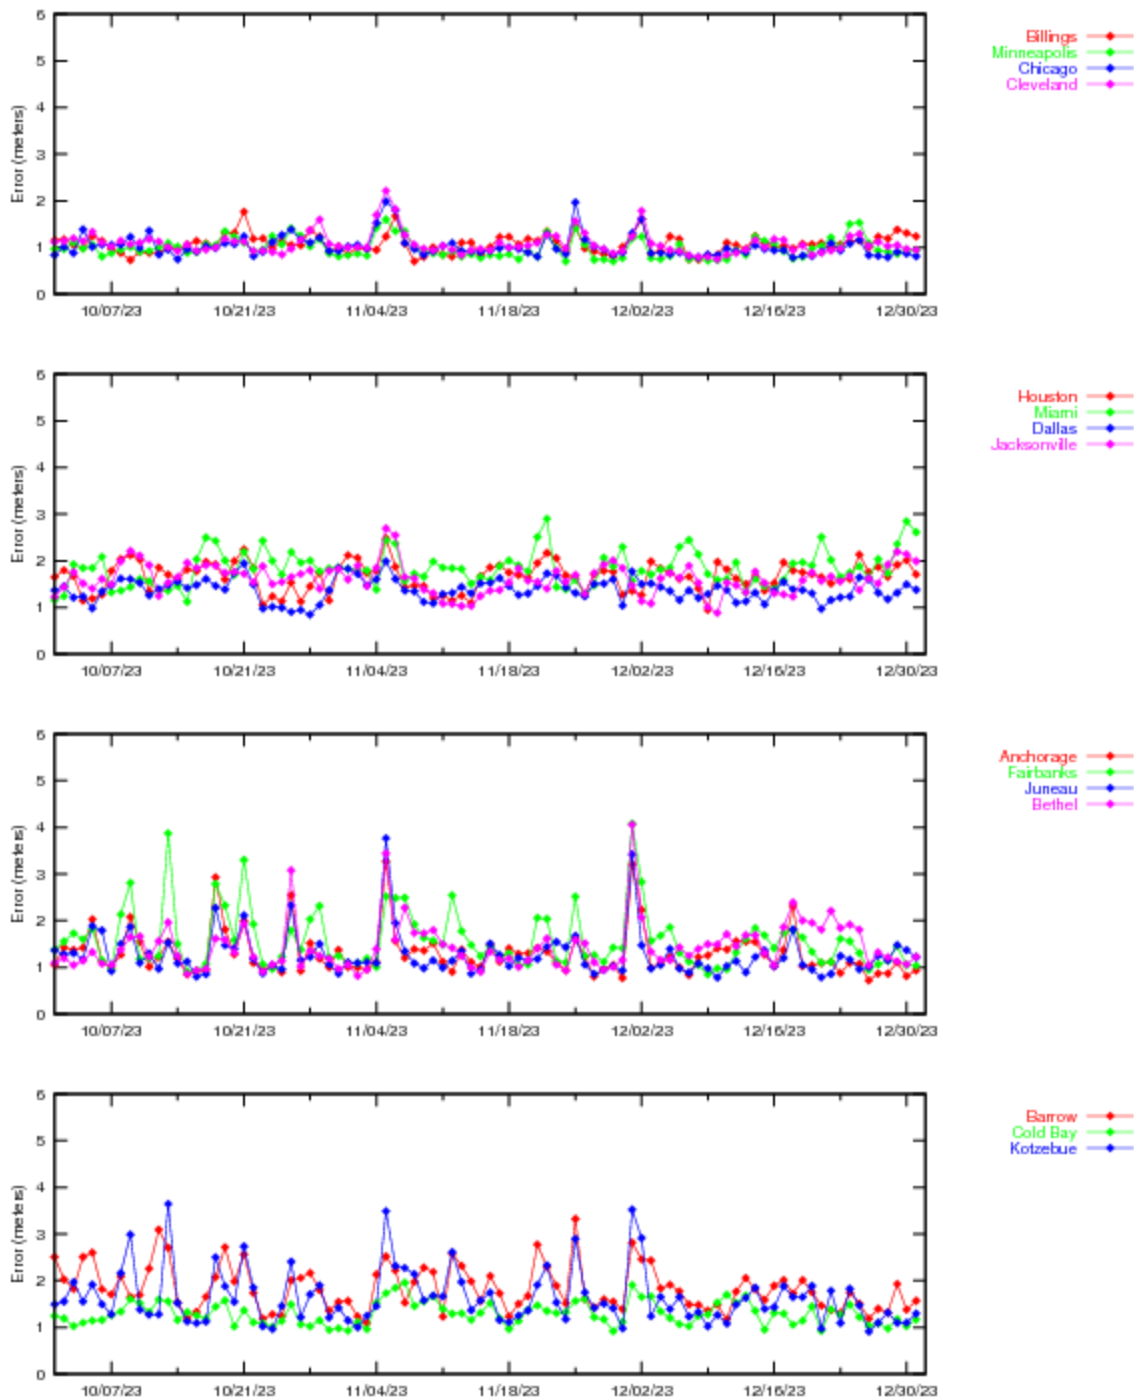 6
5
4
3
2
1
0
Error (meters)
10/07/23 10/21/23 11/04/23 11/18/23 12/02/23 12/16/23 12/30/23
Billings
Minneapolis
Chicago
Cleveland
6
5
4
3
2
1
0
Error (meters)
10/07/23 10/21/23 11/04/23 11/18/23 12/02/23 12/16/23 12/30/23
Houston
Miami
Dallas
Jacksonville
6
5
4
3
2
1
0
Error (meters)
10/07/23 10/21/23 11/04/23 11/18/23 12/02/23 12/16/23 12/30/23
Anchorage
Fairbanks
Juneau
Bethel
6
5
4
3
2
1
0
Error (meters)
10/07/23 10/21/23 11/04/23 11/18/23 12/02/23 12/16/23 12/30/23
Barrow
Cold Bay
Kotzebue